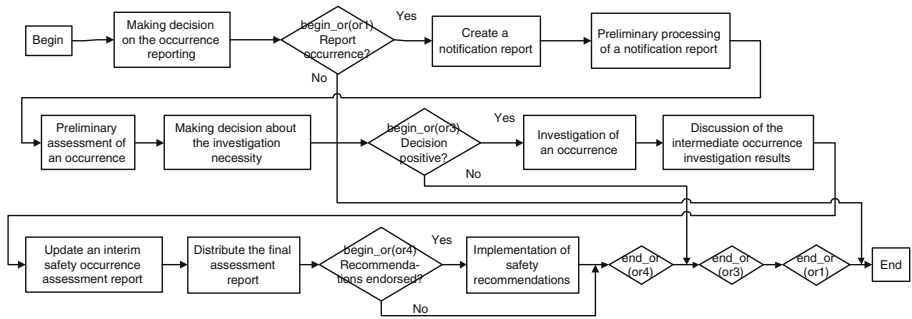 Begin
Making decision
on the occurrence
reporting
begin_or(or1)
Report
occurrence?
Yes
No
Create a
notification report
Preliminary processing
of a notification report
Preliminary
assessment of
an occurrence
Making decision about
the investigation
necessity
begin_or(or3)
Decision
positive?
Yes
No
Investigation of
an occurrence
Discussion of the
intermediate occurrence
investigation results
Update an interim
safety occurrence
assessment report
Distribute the final
assessment
report
begin_or(or4)
Recommenda-
tions endorsed?
Yes
No
Implementation of
safety
recommendations
end_or
(or4)
end_or
(or3)
end_or
(or1)
End